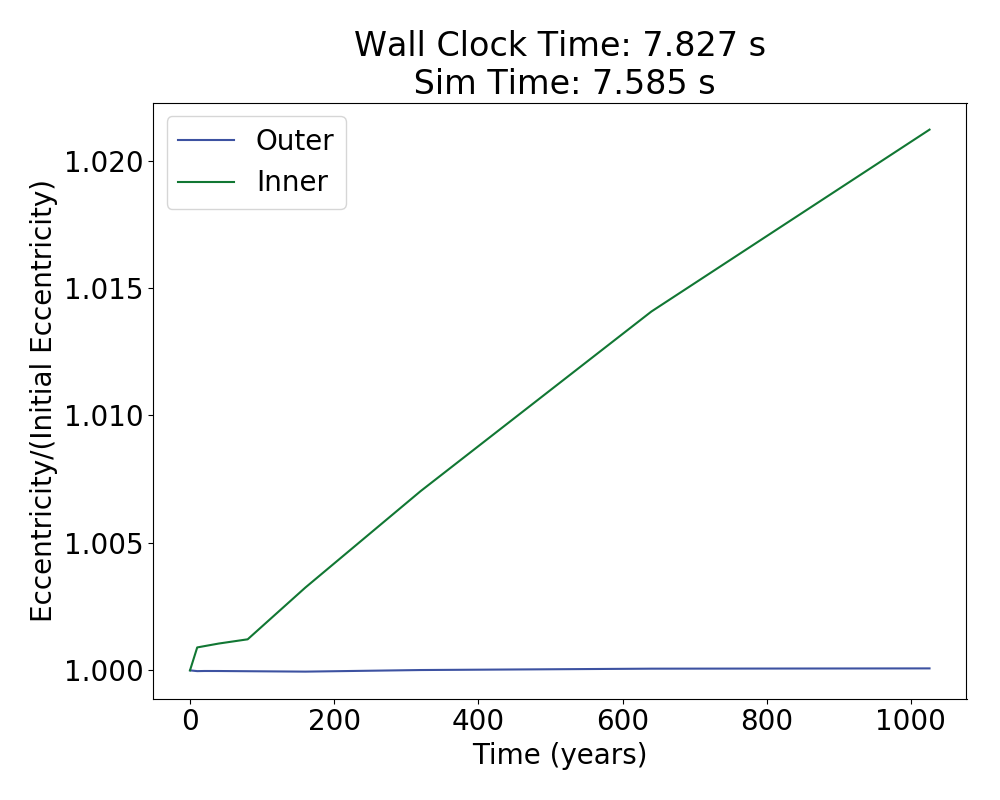 Wall Clock Time: 7.827 s
Sim Time: 7.585 s
Outer
Inner
Eccentricity/(Initial Eccentricity)
1.020
1.015
1.010
1.005
1.000
0
200
400
600
800
1000
Time (years)